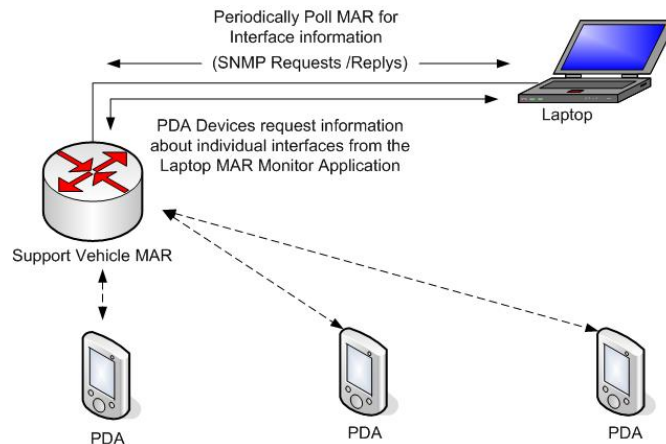 Periodically Poll MAR for
Interface information
(SNMP Requests /Replys)
Laptop
PDA Devices request information
about individual interfaces from the
Laptop MAR Monitor Application
Support Vehicle MAR
PDA
PDA
PDA